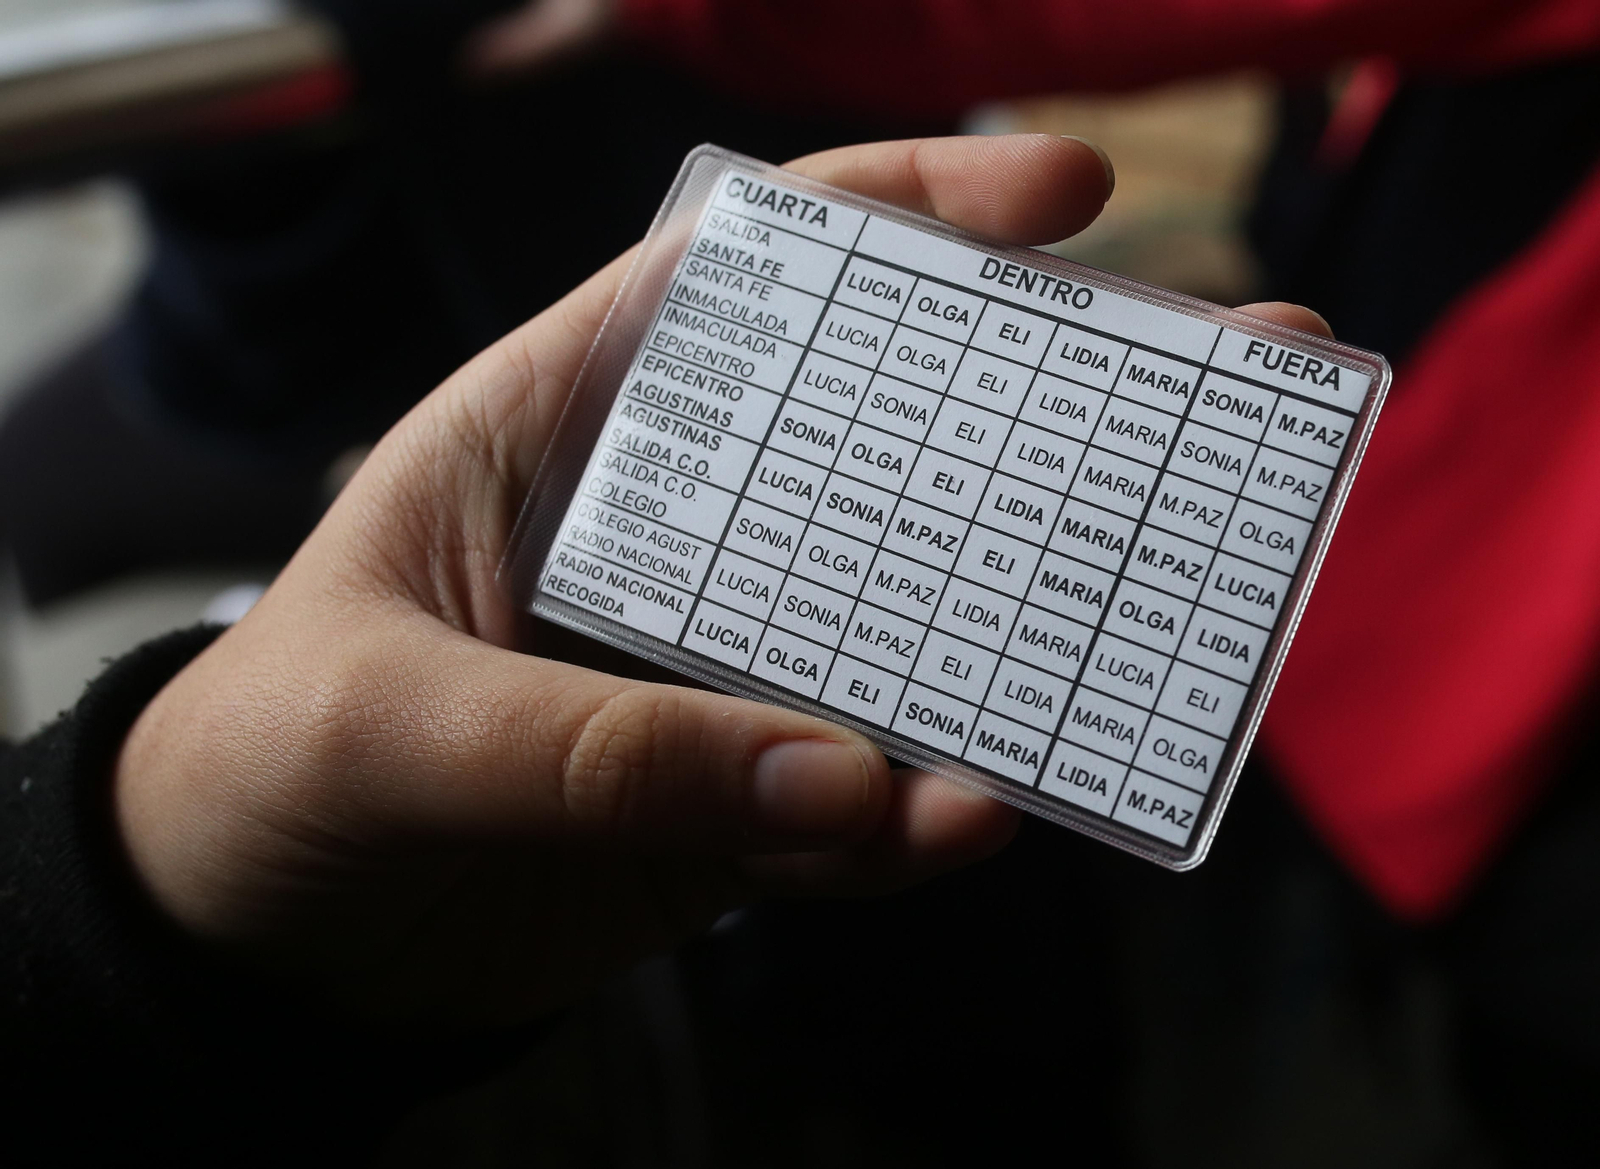 CUARTA DENTRO FUERA
SALIDA
SANTA FE LUCIA OLGA ELI LIDIA MARIA SONIA M.PAZ
SANTA FE
INMACULADA LUCIA OLGA ELI LIDIA MARIA SONIA M.PAZ
INMACULADA
EPICENTRO LUCIA SONIA ELI LIDIA MARIA M.PAZ OLGA
EPICENTRO
AGUSTINAS SONIA OLGA ELI LIDIA MARIA M.PAZ LUCIA
AGUSTINAS
SALIDA C.O. LUCIA SONIA M.PAZ ELI MARIA OLGA LIDIA
SALIDA C.O.
COLEGIO SONIA OLGA M.PAZ LIDIA MARIA LUCIA ELI
COLEGIO AGUST
RADIO NACIONAL LUCIA SONIA M.PAZ ELI LIDIA MARIA OLGA
RADIO NACIONAL
RECOGIDA LUCIA OLGA ELI SONIA MARIA LIDIA M.PAZ